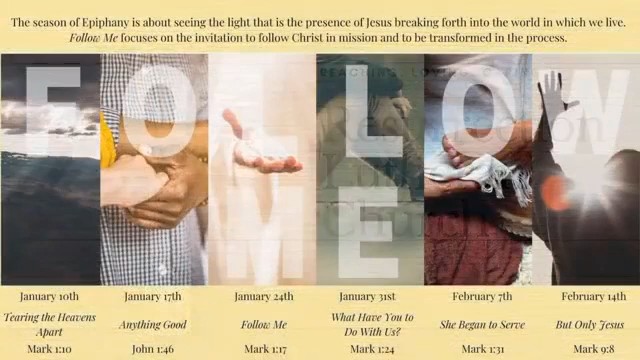 The season of Epiphany is about seeing the light that is the presence of Jesus breaking forth into the world in which we live.
Follow Me focuses on the invitation to follow Christ in mission and to be transformed in the process.
REACHING LOV
FOLLOW
Resurrection
Church
ME
January 10th January 17th January 24th January 31st February 7th February 14th
Tearing the Heavens Apart Anything Good Follow Me What Have You to Do With Us? She Began to Serve But Only Jesus
Mark 1:10 John 1:46 Mark 1:17 Mark 1:24 Mark 1:31 Mark 9:8